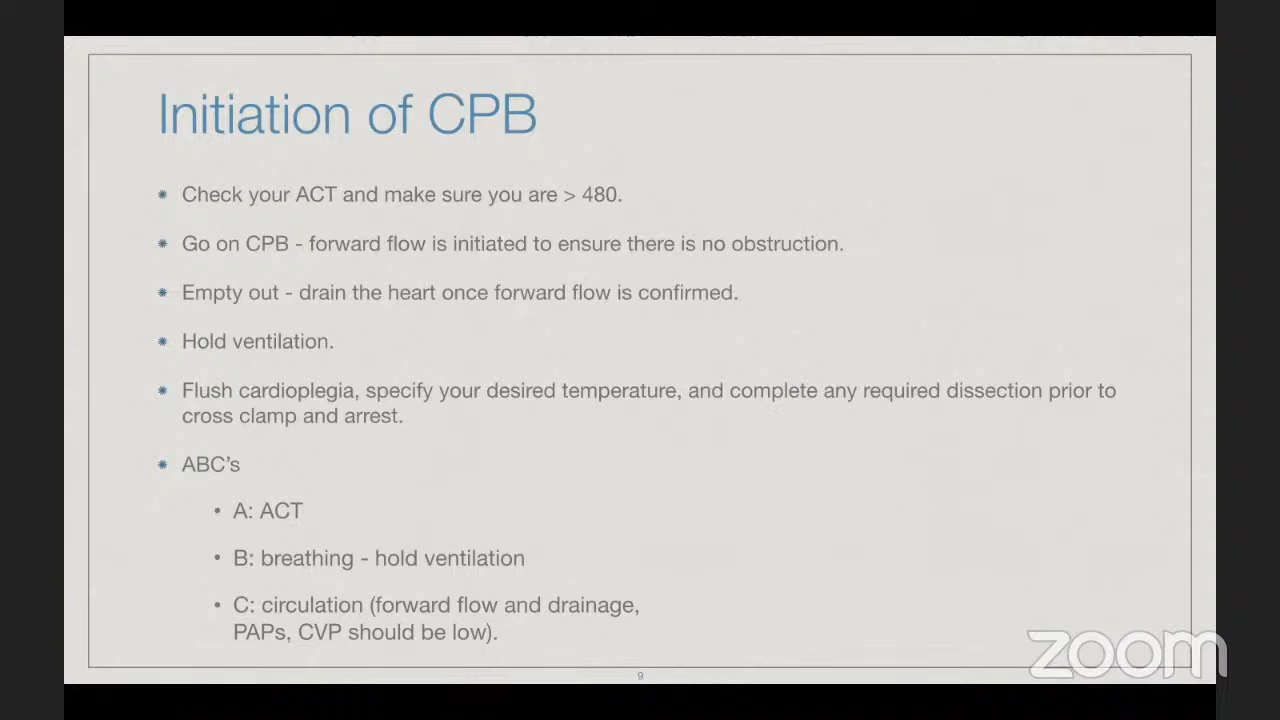 Initiation of CPB
Check your ACT and make sure you are > 480.
Go on CPB - forward flow is initiated to ensure there is no obstruction.
Empty out - drain the heart once forward flow is confirmed.
Hold ventilation.
Flush cardioplegia, specify your desired temperature, and complete any required dissection prior to
cross clamp and arrest.
ABC’s
A: ACT
B: breathing - hold ventilation
C: circulation (forward flow and drainage,
PAPs, CVP should be low).
zoom
9